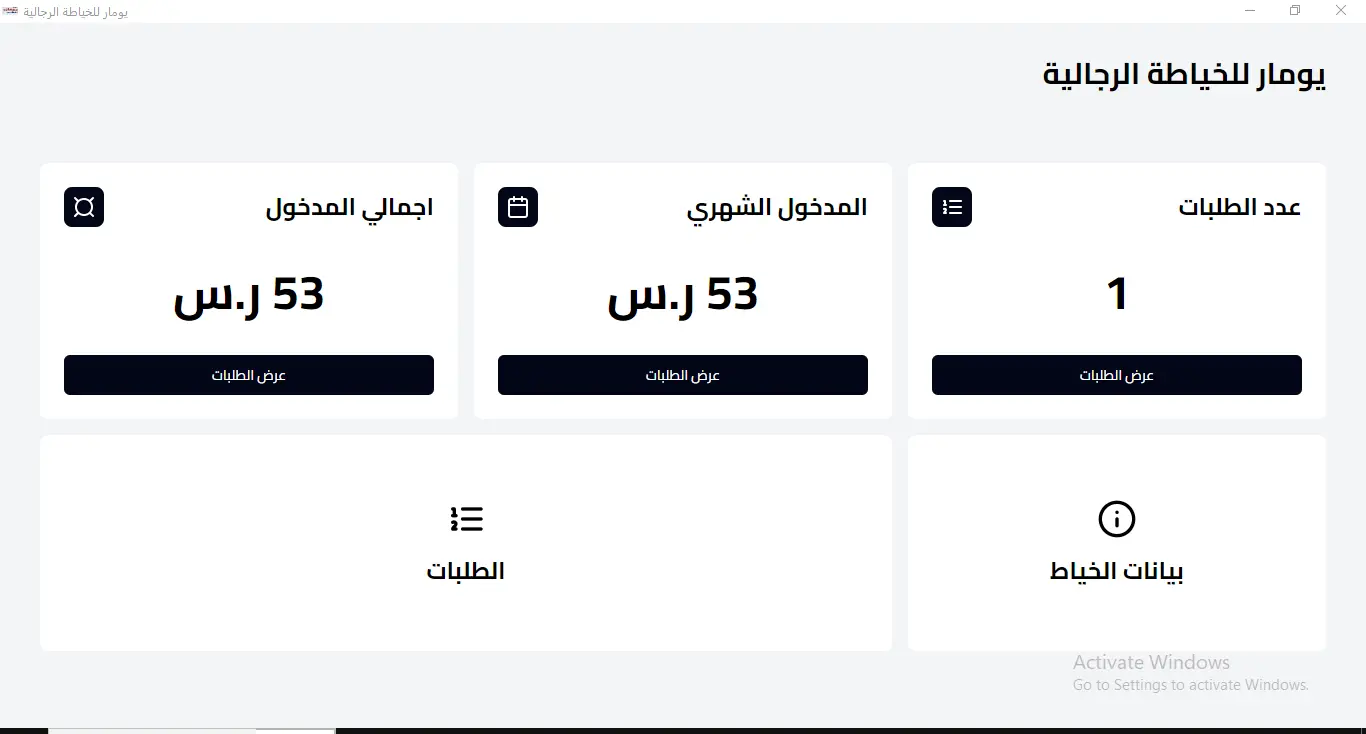 يومار للخياطة الرجالية
يومار للخياطة الرجالية
عدد الطلبات
1
عرض الطلبات
المدخول الشهري
53 ر.س
عرض الطلبات
اجمالي المدخول
53 ر.س
عرض الطلبات
بيانات الخياط
الطلبات
Activate Windows
Go to Settings to activate Windows.